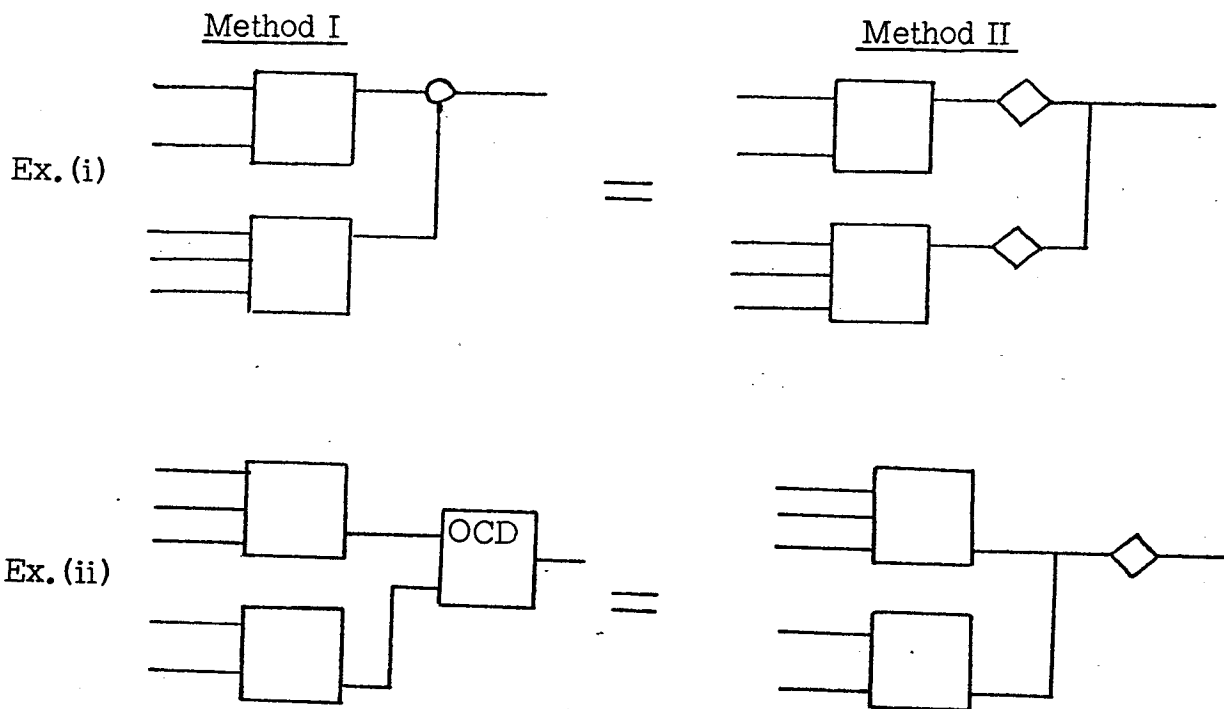 Method I
Method II
Ex. (i)
=
OCD
Ex. (ii)
=